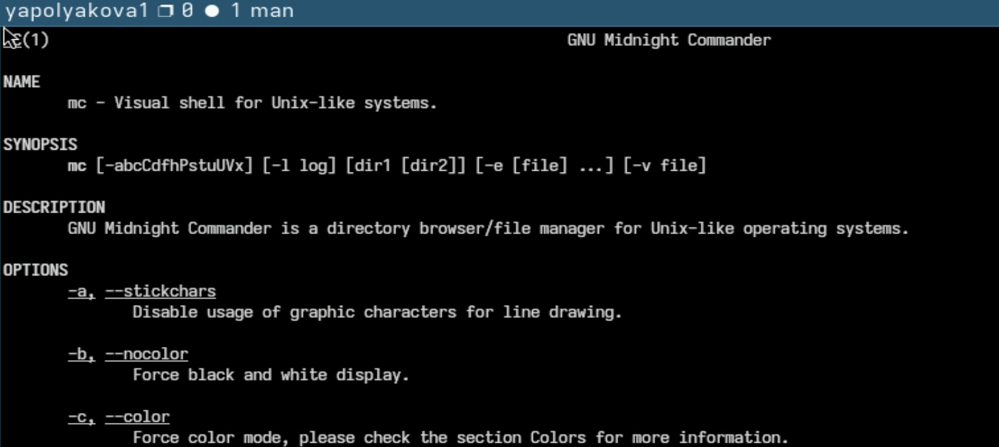 yapolyakova1 0 ● 1 man
(1) GNU Midnight Commander
NAME
mc - Visual shell for Unix-like systems.
SYNOPSIS
mc [-abcCdfhPstuUVx] [-l log] [dir1 [dir2]] [-e [file] ...] [-v file]
DESCRIPTION
GNU Midnight Commander is a directory browser/file manager for Unix-like operating systems.
OPTIONS
-a, --stickchars
Disable usage of graphic characters for line drawing.
-b, --nocolor
Force black and white display.
-c, --color
Force color mode, please check the section Colors for more information.